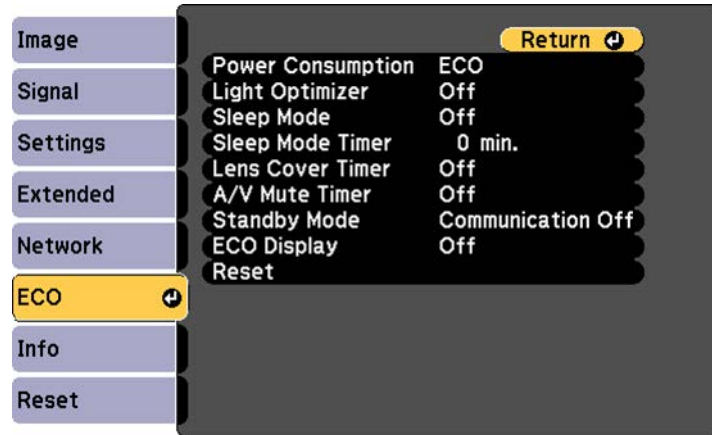 Image
Signal
Settings
Extended
Network
ECO
Info
Reset
Return
Power Consumption ECO
Light Optimizer Off
Sleep Mode Off
Sleep Mode Timer 0 min.
Lens Cover Timer Off
A/V Mute Timer Off
Standby Mode Communication Off
ECO Display Off
Reset